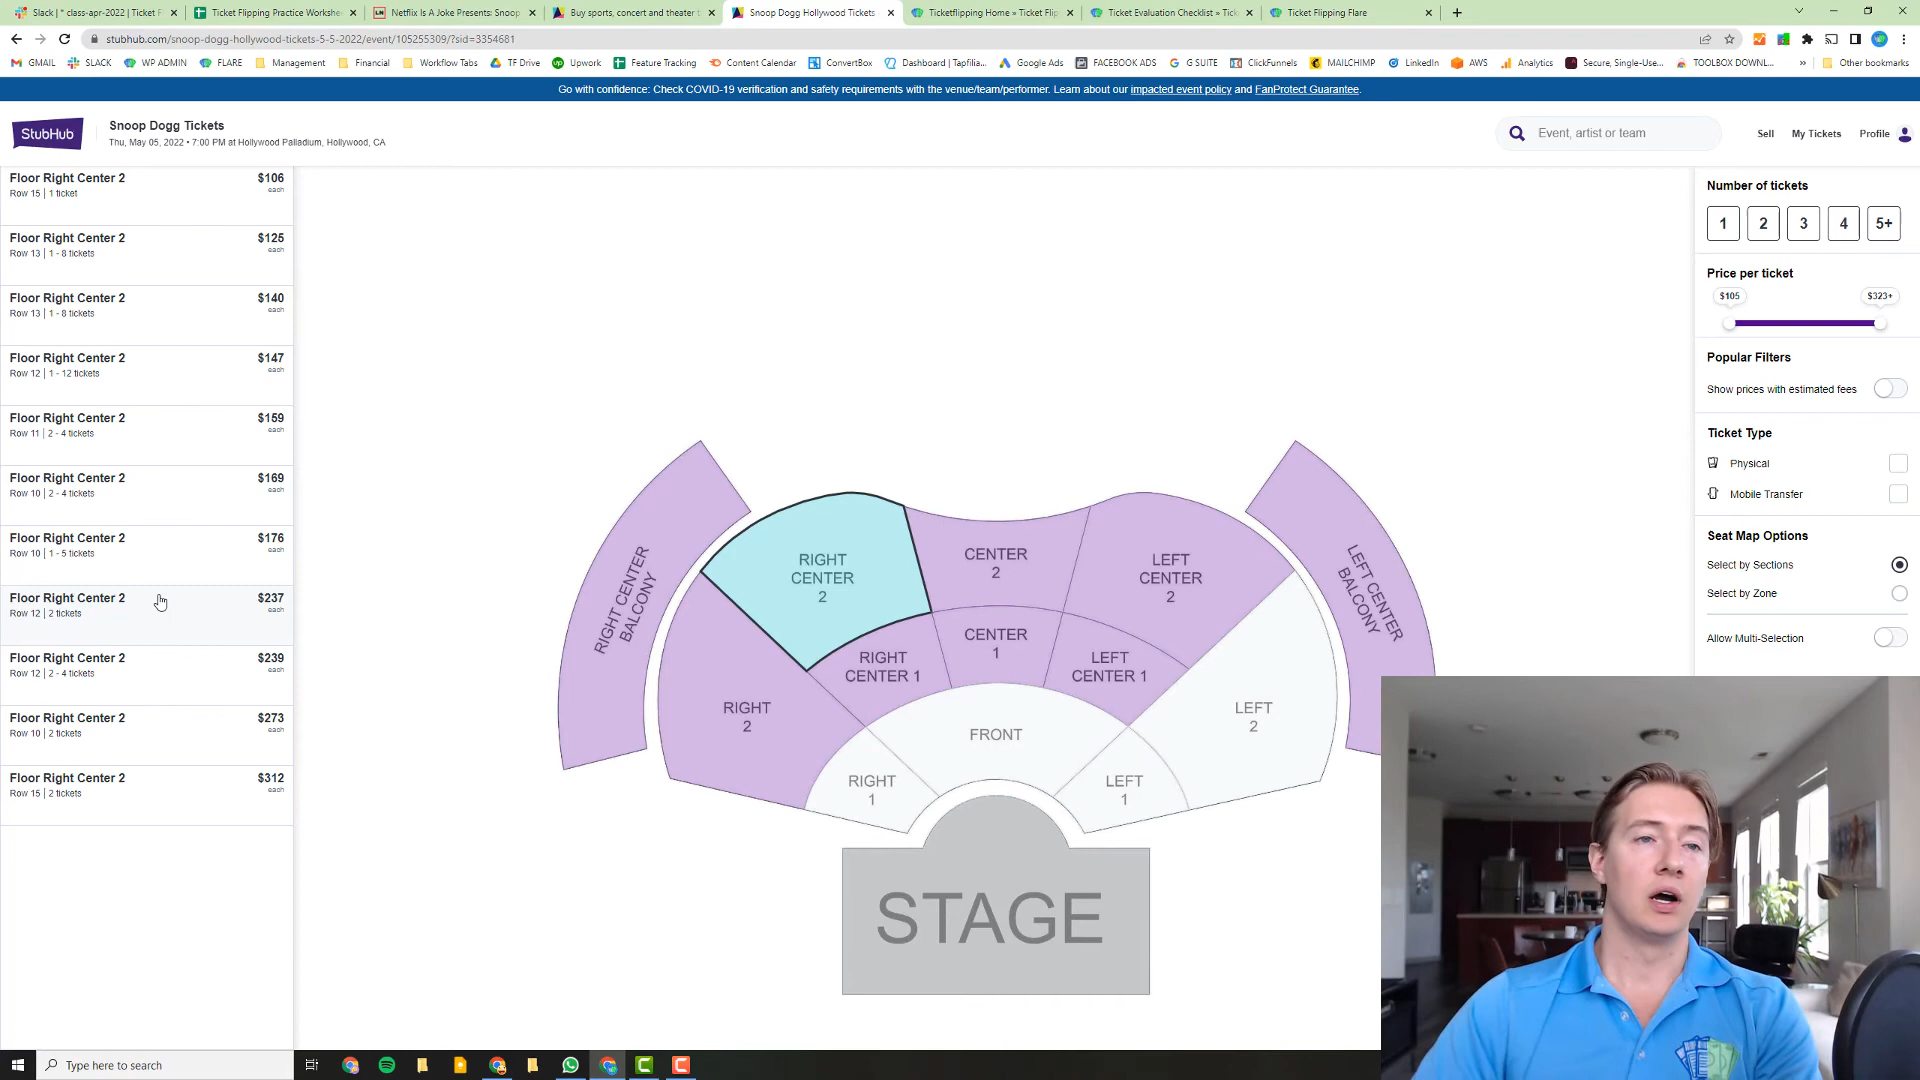 Slack | * class-apr-2022 | Ticket F
Ticket Flipping Practice Workshe
Netflix Is A Joke Presents: Snoop
Buy sports, concert and theater t
Snoop Dogg Hollywood Tickets
Ticketflipping Home » Ticket Flip
Ticket Evaluation Checklist » Tick
Ticket Flipping Flare
stubhub.com/snoop-dogg-hollywood-tickets-5-5-2022/event/105255309/?sid=3354681
GMAIL
SLACK
WP ADMIN
FLARE
Management
Financial
Workflow Tabs
TF Drive
Upwork
Feature Tracking
Content Calendar
ConvertBox
Dashboard | Tapfilia...
Google Ads
FACEBOOK ADS
G SUITE
ClickFunnels
MAILCHIMP
LinkedIn
AWS
Analytics
Secure, Single-Use...
TOOLBOX DOWNL...
Other bookmarks
Go with confidence: Check COVID-19 verification and safety requirements with the venue/team/performer. Learn about our impacted event policy and FanProtect Guarantee.
StubHub
Snoop Dogg Tickets
Thu, May 05, 2022 • 7:00 PM at Hollywood Palladium, Hollywood, CA
Event, artist or team
Sell
My Tickets
Profile
Floor Right Center 2 $106
Row 15 | 1 ticket each
Floor Right Center 2 $125
Row 13 | 1 - 8 tickets each
Floor Right Center 2 $140
Row 13 | 1 - 8 tickets each
Floor Right Center 2 $147
Row 12 | 1 - 12 tickets each
Floor Right Center 2 $159
Row 11 | 2 - 4 tickets each
Floor Right Center 2 $169
Row 10 | 2 - 4 tickets each
Floor Right Center 2 $176
Row 10 | 1 - 5 tickets each
Floor Right Center 2 $237
Row 12 | 2 tickets each
Floor Right Center 2 $239
Row 12 | 2 - 4 tickets each
Floor Right Center 2 $273
Row 10 | 2 tickets each
Floor Right Center 2 $312
Row 15 | 2 tickets each
RIGHT CENTER
BALCONY
RIGHT
CENTER
2
CENTER
2
LEFT
CENTER
2
LEFT CENTER
BALCONY
RIGHT
2
RIGHT
CENTER 1
CENTER
1
LEFT
CENTER 1
LEFT
2
FRONT
RIGHT
1
LEFT
1
STAGE
Number of tickets
1
2
3
4
5+
Price per ticket
$105
$323+
Popular Filters
Show prices with estimated fees
Ticket Type
Physical
Mobile Transfer
Seat Map Options
Select by Sections
Select by Zone
Allow Multi-Selection
Type here to search